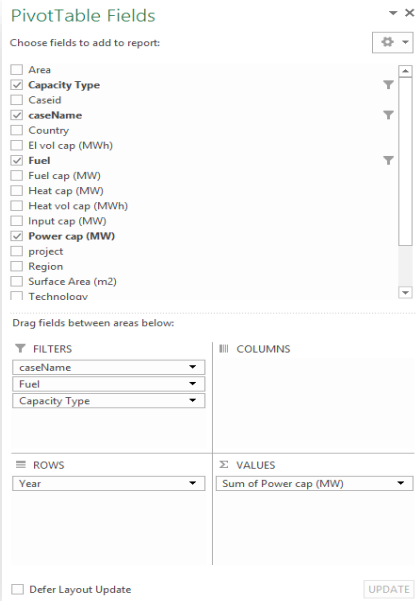 PivotTable Fields
Choose fields to add to report:
Area
Capacity Type
Caseid
caseName
Country
El vol cap (MWh)
Fuel
Fuel cap (MW)
Heat cap (MW)
Heat vol cap (MWh)
Input cap (MW)
Power cap (MW)
project
Region
Surface Area (m2)
Technology
Drag fields between areas below:
FILTERS
caseName
Fuel
Capacity Type
COLUMNS
ROWS
Year
Σ VALUES
Sum of Power cap (MW)
Defer Layout Update
UPDATE